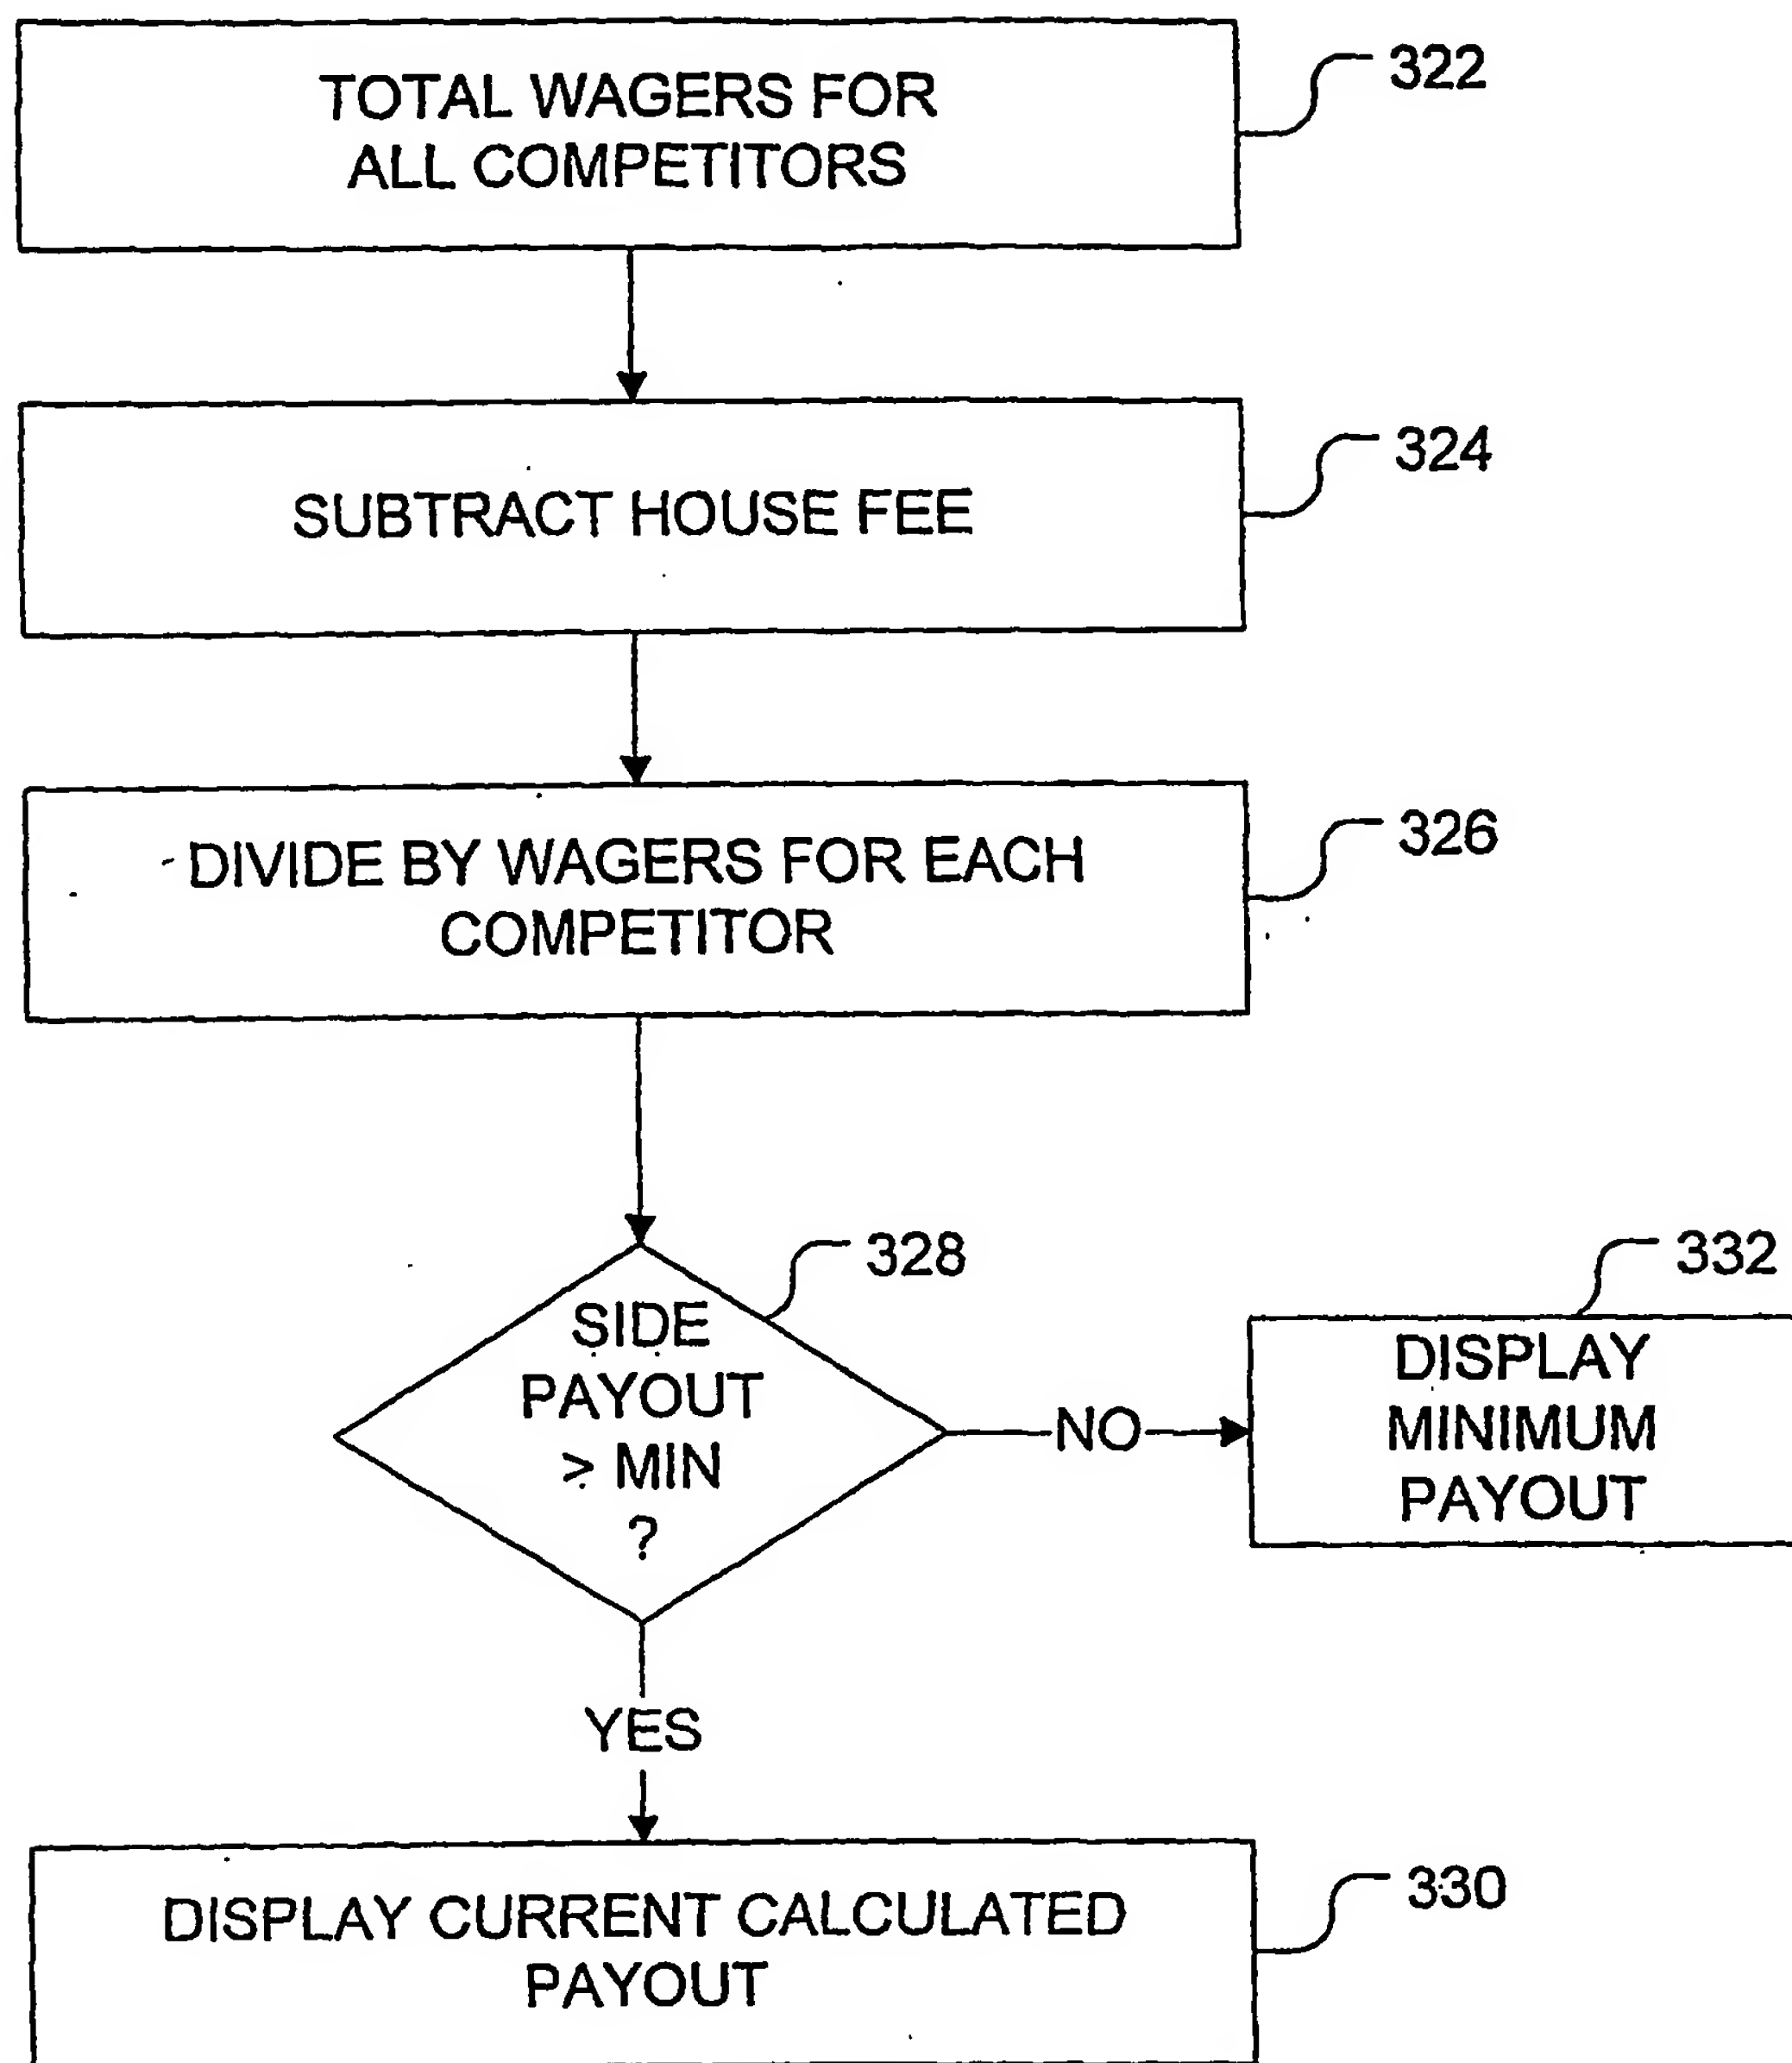 TOTAL WAGERS FOR
ALL COMPETITORS
322
SUBTRACT HOUSE FEE
324
DIVIDE BY WAGERS FOR EACH
COMPETITOR
326
SIDE
PAYOUT
> MIN
?
328
NO
DISPLAY
MINIMUM
PAYOUT
332
YES
DISPLAY CURRENT CALCULATED
PAYOUT
330